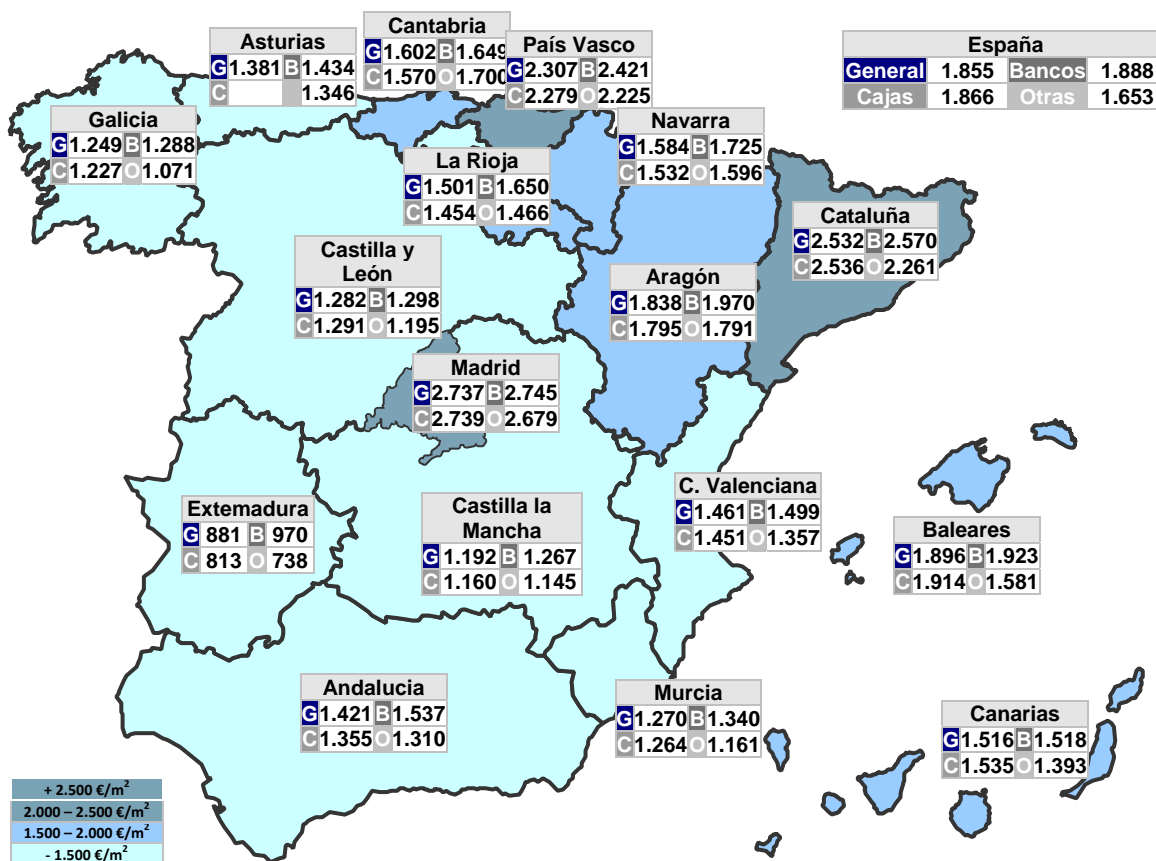 Cantabria
G 1.602 B 1.649
C 1.570 O 1.700
Asturias
G 1.381 B 1.434
C 1.346
País Vasco
G 2.307 B 2.421
C 2.279 O 2.225
España
General 1.855 Bancos 1.888
Cajas 1.866 Otras 1.653
Galicia
G 1.249 B 1.288
C 1.227 O 1.071
Navarra
G 1.584 B 1.725
C 1.532 O 1.596
La Rioja
G 1.501 B 1.650
C 1.454 O 1.466
Cataluña
G 2.532 B 2.570
C 2.536 O 2.261
Castilla y
León
G 1.282 B 1.298
C 1.291 O 1.195
Aragón
G 1.838 B 1.970
C 1.795 O 1.791
Madrid
G 2.737 B 2.745
C 2.739 O 2.679
C. Valenciana
G 1.461 B 1.499
C 1.451 O 1.357
Extemadura
G 881 B 970
C 813 O 738
Castilla la
Mancha
G 1.192 B 1.267
C 1.160 O 1.145
Baleares
G 1.896 B 1.923
C 1.914 O 1.581
Andalucia
G 1.421 B 1.537
C 1.355 O 1.310
Murcia
G 1.270 B 1.340
C 1.264 O 1.161
Canarias
G 1.516 B 1.518
C 1.535 O 1.393
+ 2.500 €/m²
2.000 – 2.500 €/m²
1.500 – 2.000 €/m²
- 1.500 €/m²